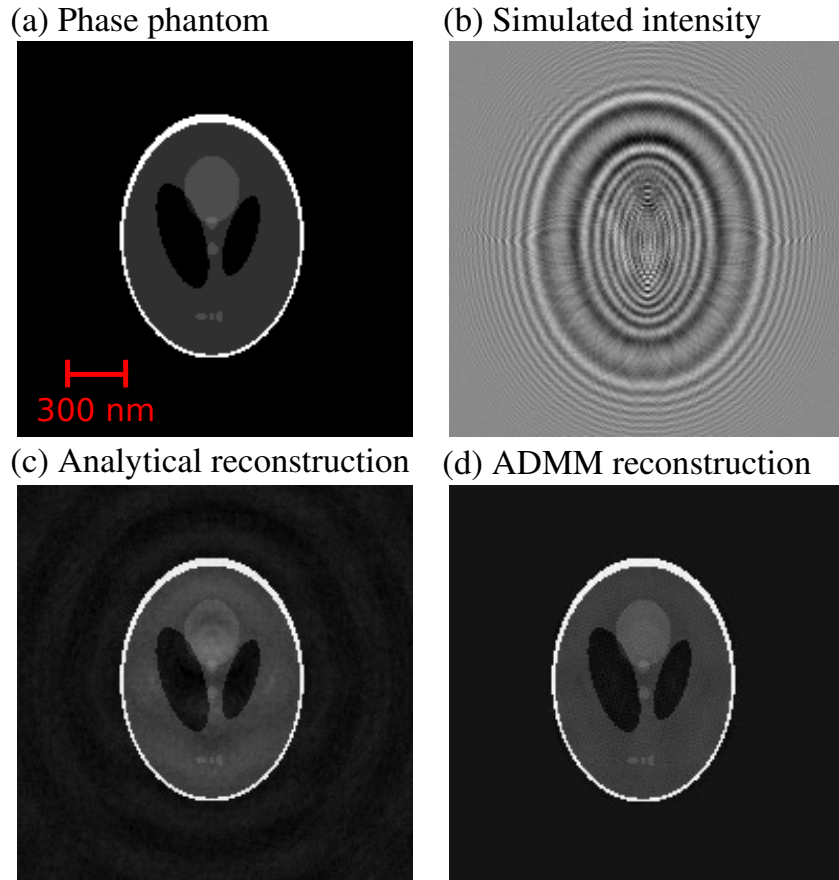 (a) Phase phantom
(b) Simulated intensity
300 nm
(c) Analytical reconstruction
(d) ADMM reconstruction